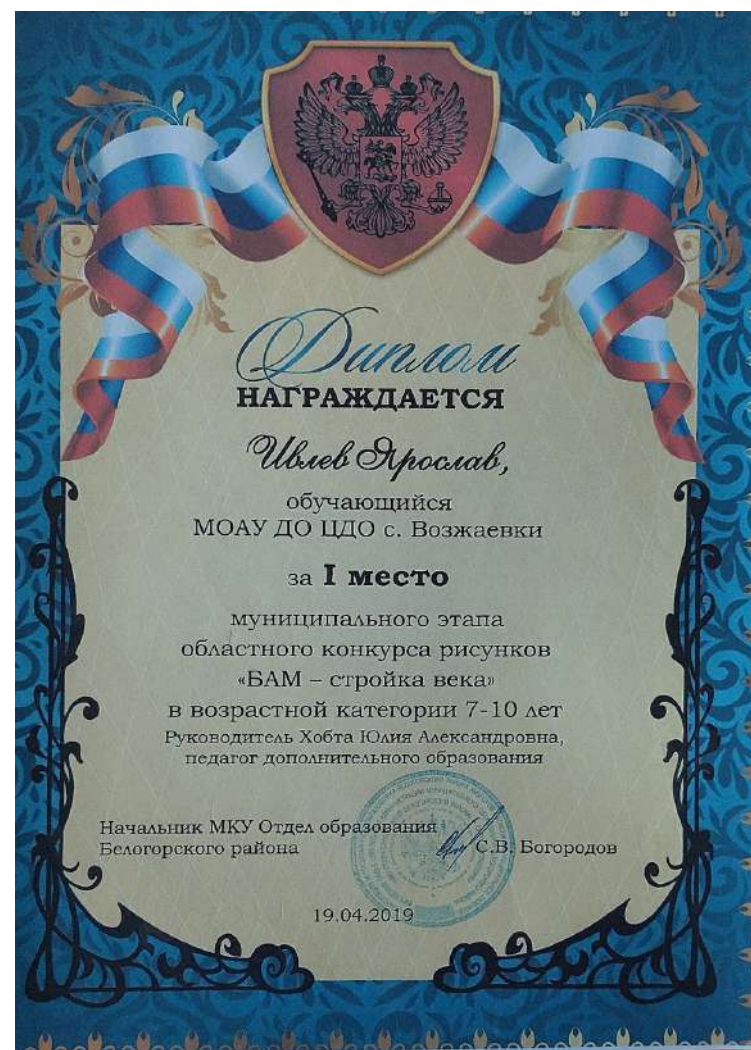 Диплом
НАГРАЖДАЕТСЯ
Ивлев Ярослав,
обучающийся
МОАУ ДО ЦДО с. Возжаевки
за I место
муниципального этапа
областного конкурса рисунков
«БАМ – стройка века»
в возрастной категории 7-10 лет
Руководитель Хобта Юлия Александровна,
педагог дополнительного образования
Начальник МКУ Отдел образования
Белогорского района С.В. Богородов
19.04.2019